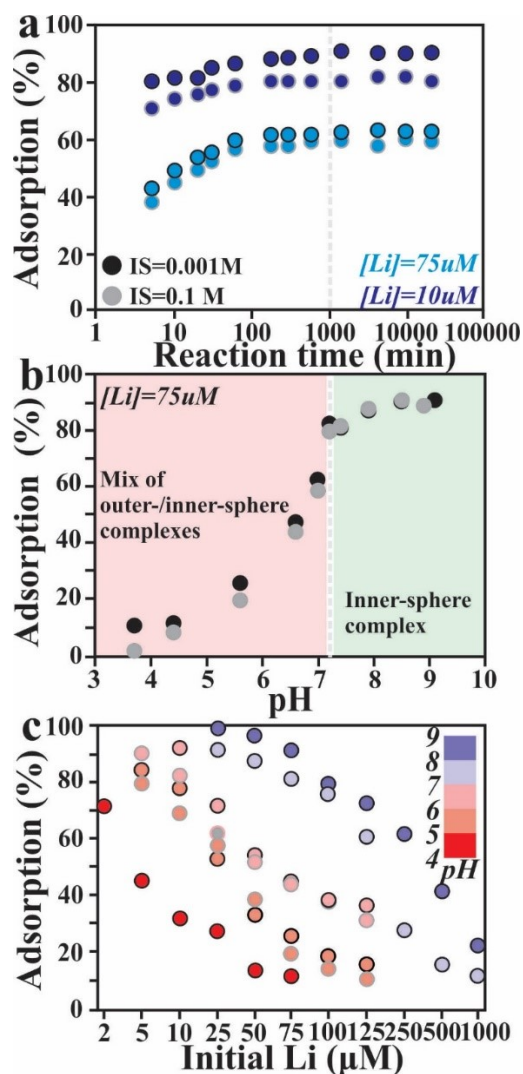 a
100
80
60
40
20
0
Adsorption (%)
IS=0.001M
IS=0.1 M
[Li]=75uM
[Li]=10uM
1 10 100 1000 10000 100000
Reaction time (min)
b
100
80
60
40
20
0
Adsorption (%)
[Li]=75uM
Mix of
outer-/inner-sphere
complexes
Inner-sphere
complex
3 4 5 6 7 8 9 10
pH
c
100
80
60
40
20
0
Adsorption (%)
9
8
7
6
5
4
pH
2 5 10 25 50 75 100 125 250 500 1000
Initial Li (μM)